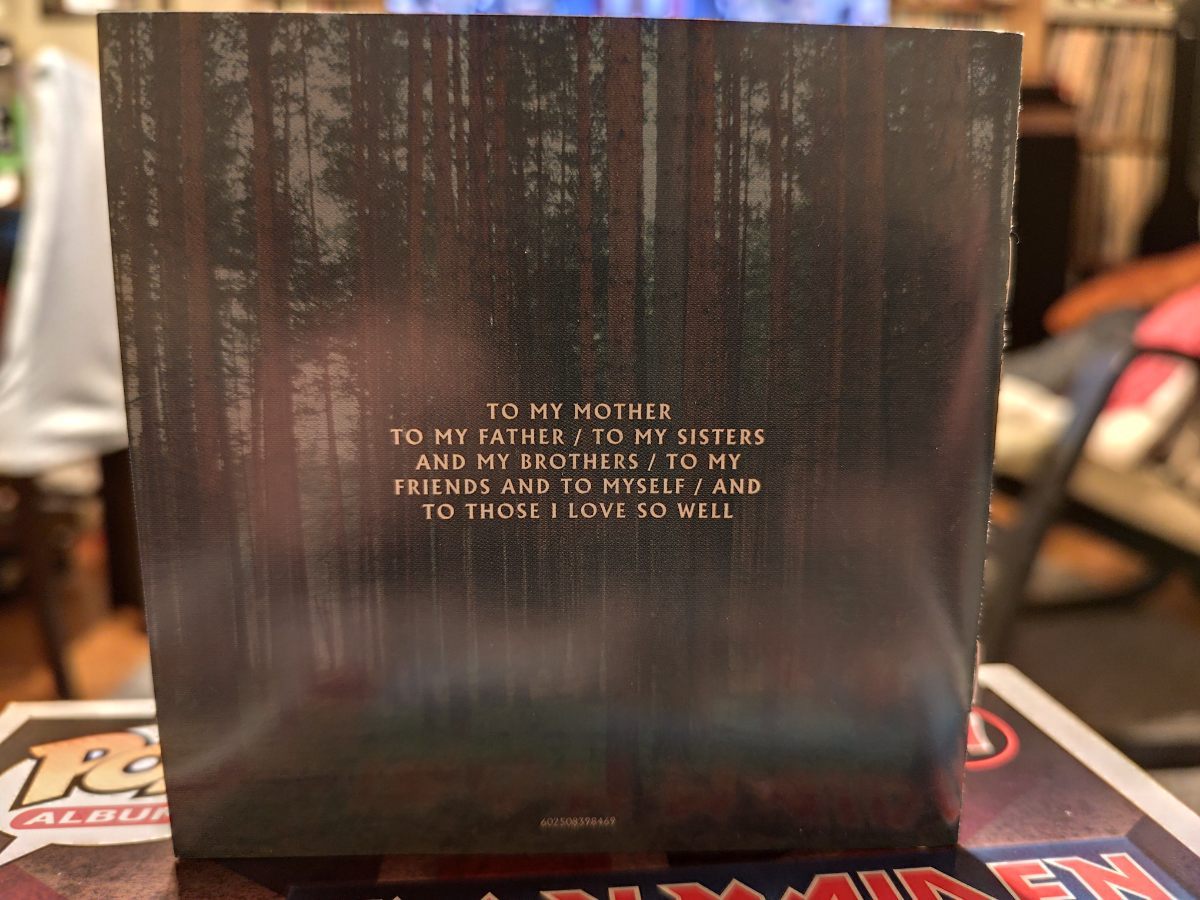 TO MY MOTHER
TO MY FATHER / TO MY SISTERS
AND MY BROTHERS / TO MY
FRIENDS AND TO MYSELF / AND
TO THOSE I LOVE SO WELL
602508398469
ALBUM
MAIDEN